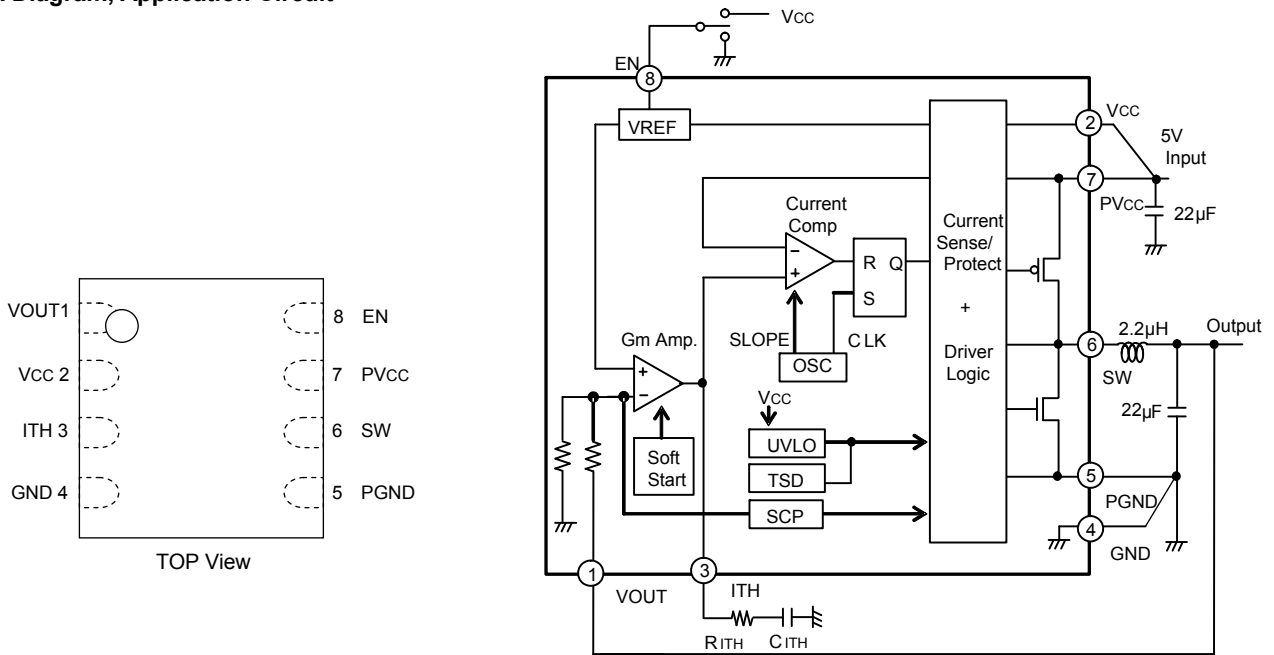 Diagram, Application Circuit
VOUT1
VCC 2
ITH 3
GND 4
8 EN
7 PVCC
6 SW
5 PGND
TOP View
VCC
EN
8
VREF
2
VCC
5V
Input
7
PVCC
22µF
Current
Comp
−
+
R Q
S
Current
Sense/
Protect
+
Driver
Logic
SLOPE
CLK
OSC
Gm Amp.
+
−
Soft
Start
VCC
UVLO
TSD
SCP
6
SW
2.2µH
Output
22µF
5
PGND
4
GND
1
VOUT
3
ITH
RITH
CITH